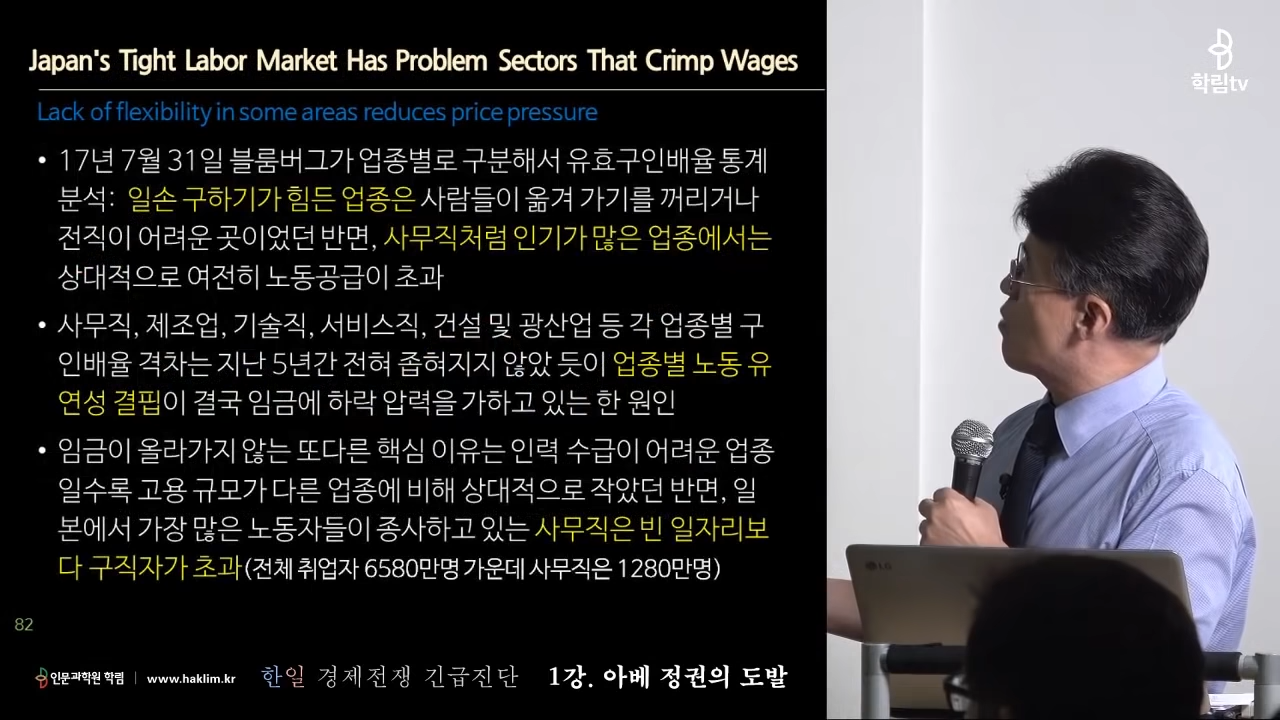 Japan's Tight Labor Market Has Problem Sectors That Crimp Wages
Lack of flexibility in some areas reduces price pressure
• 17년 7월 31일 블룸버그가 업종별로 구분해서 유효구인배율 통계
분석: 일손 구하기가 힘든 업종은 사람들이 옮겨 가기를 꺼리거나
전직이 어려운 곳이었던 반면, 사무직처럼 인기가 많은 업종에서는
상대적으로 여전히 노동공급이 초과
• 사무직, 제조업, 기술직, 서비스직, 건설 및 광산업 등 각 업종별 구
인배율 격차는 지난 5년간 전혀 좁혀지지 않았 듯이 업종별 노동 유
연성 결핍이 결국 임금에 하락 압력을 가하고 있는 한 원인
• 임금이 올라가지 않는 또다른 핵심 이유는 인력 수급이 어려운 업종
일수록 고용 규모가 다른 업종에 비해 상대적으로 작았던 반면, 일
본에서 가장 많은 노동자들이 종사하고 있는 사무직은 빈 일자리보
다 구직자가 초과(전체 취업자 6580만명 가운데 사무직은 1280만명)
82
인문과학원 학림 | www.haklim.kr
한일 경제전쟁 긴급진단 1강. 아베 정권의 도발
학림tv
LG